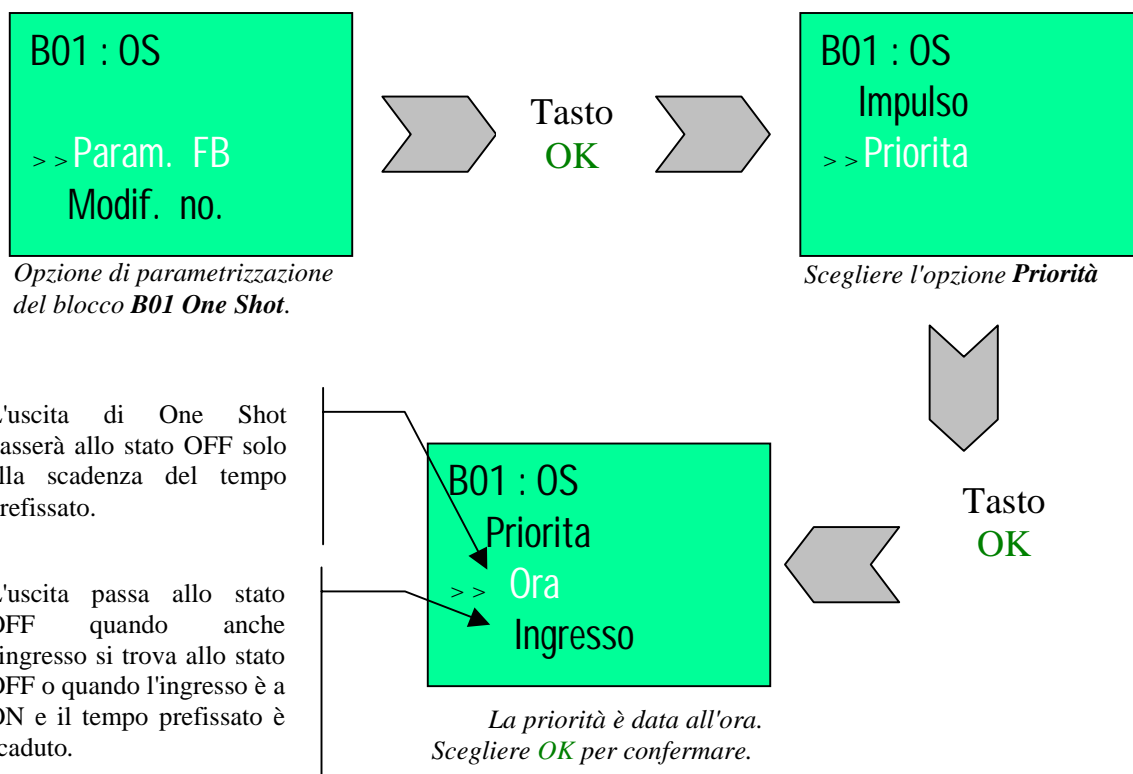 B01 : OS
>> Param. FB
Modif. no.
Opzione di parametrizzazione
del blocco B01 One Shot.
Tasto
OK
B01 : OS
Impulso
>> Priorita
Scegliere l'opzione Priorità
Tasto
OK
'uscita di One Shot
asserà allo stato OFF solo
lla scadenza del tempo
refissato.
'uscita passa allo stato
OFF quando anche
'ingresso si trova allo stato
OFF o quando l'ingresso è a
ON e il tempo prefissato è
caduto.
B01 : OS
Priorita
>> Ora
Ingresso
La priorità è data all'ora.
Scegliere OK per confermare.